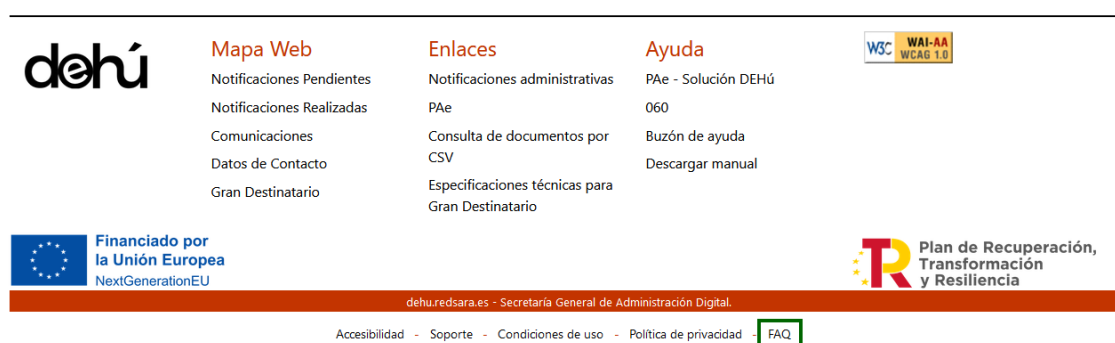 dehú
Mapa Web
Notificaciones Pendientes
Notificaciones Realizadas
Comunicaciones
Datos de Contacto
Gran Destinatario
Enlaces
Notificaciones administrativas
PAe
Consulta de documentos por
CSV
Especificaciones técnicas para
Gran Destinatario
Ayuda
PAe - Solución DEHú
060
Buzón de ayuda
Descargar manual
W3C WAI-AA
WCAG 1.0
Financiado por
la Unión Europea
NextGenerationEU
Plan de Recuperación,
Transformación
y Resiliencia
dehu.redsara.es - Secretaría General de Administración Digital.
Accesibilidad - Soporte - Condiciones de uso - Política de privacidad - FAQ